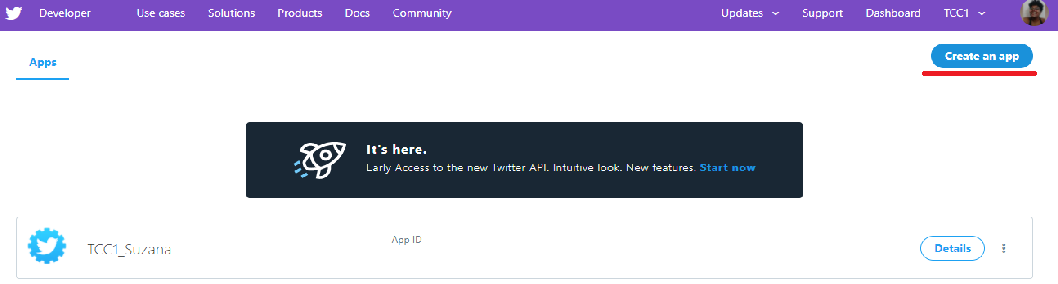 Developer Use cases Solutions Products Docs Community Updates Support Dashboard TCC1
Apps
Create an app
It's here.
Early Access to the new Twitter API. Intuitive look. New features. Start now
TCC1_Suzana
App ID
Details